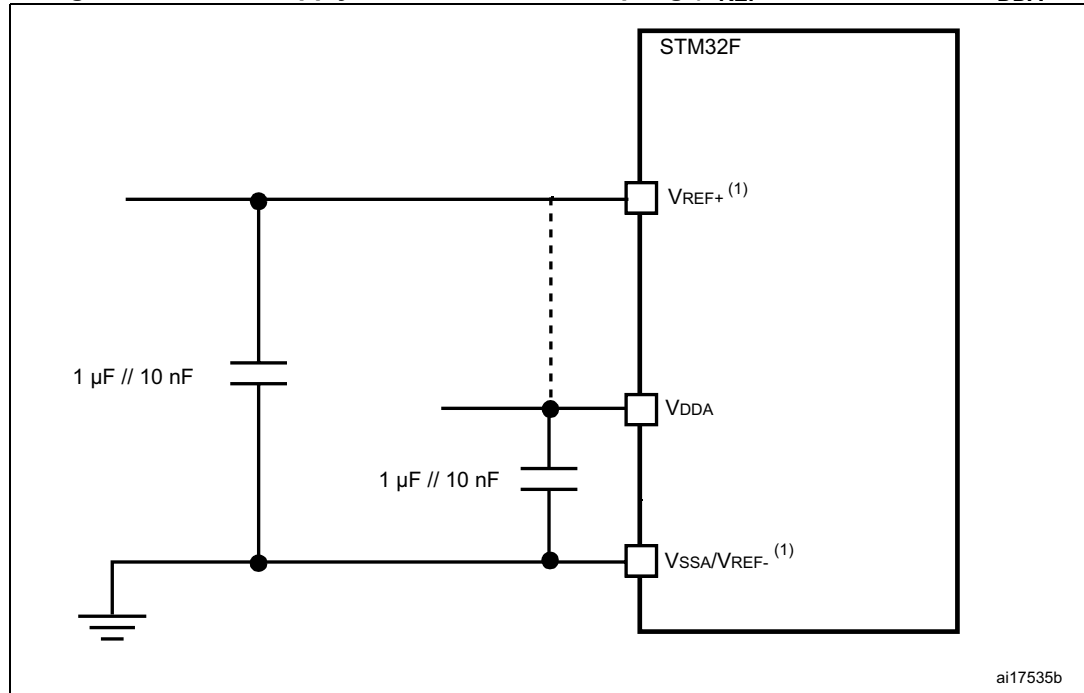 STM32F
VREF+ (1)
1 µF // 10 nF
VDDA
1 µF // 10 nF
VSSA/VREF- (1)
ai17535b